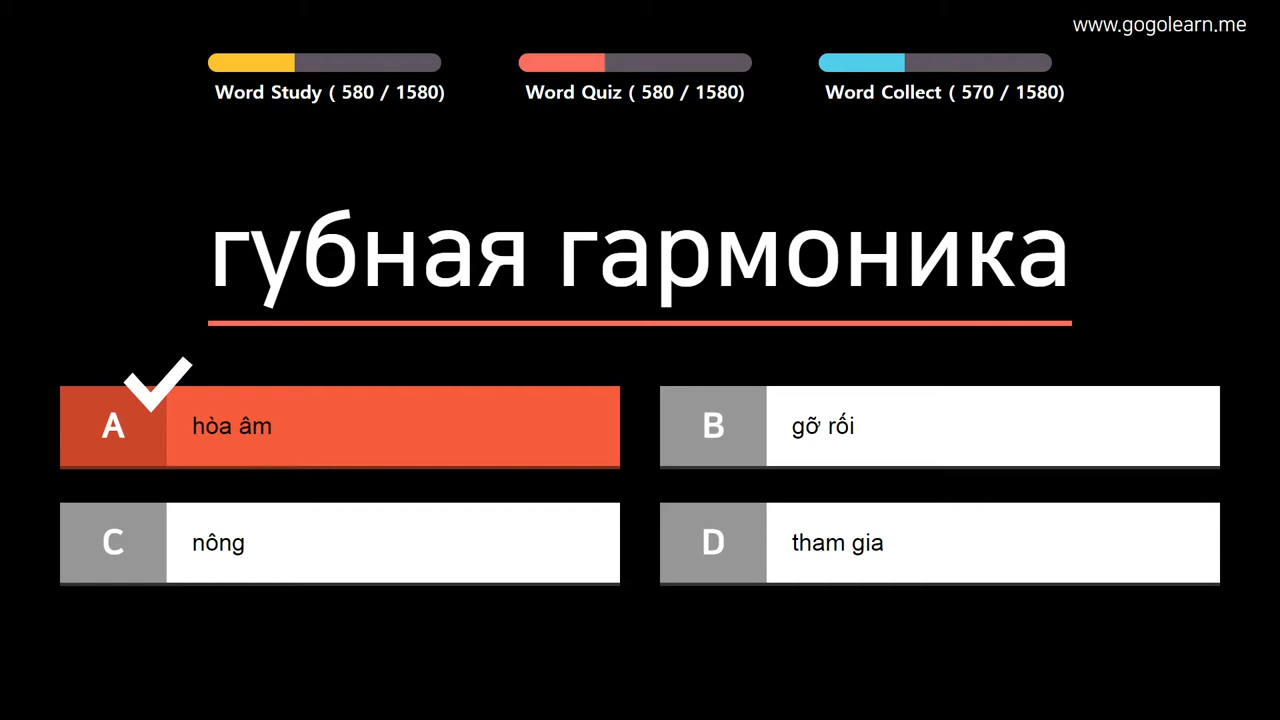 www.gogolearn.me
Word Study ( 580 / 1580)
Word Quiz ( 580 / 1580)
Word Collect ( 570 / 1580)
губная гармоника
A
hòa âm
B
gỡ rối
C
nông
D
tham gia